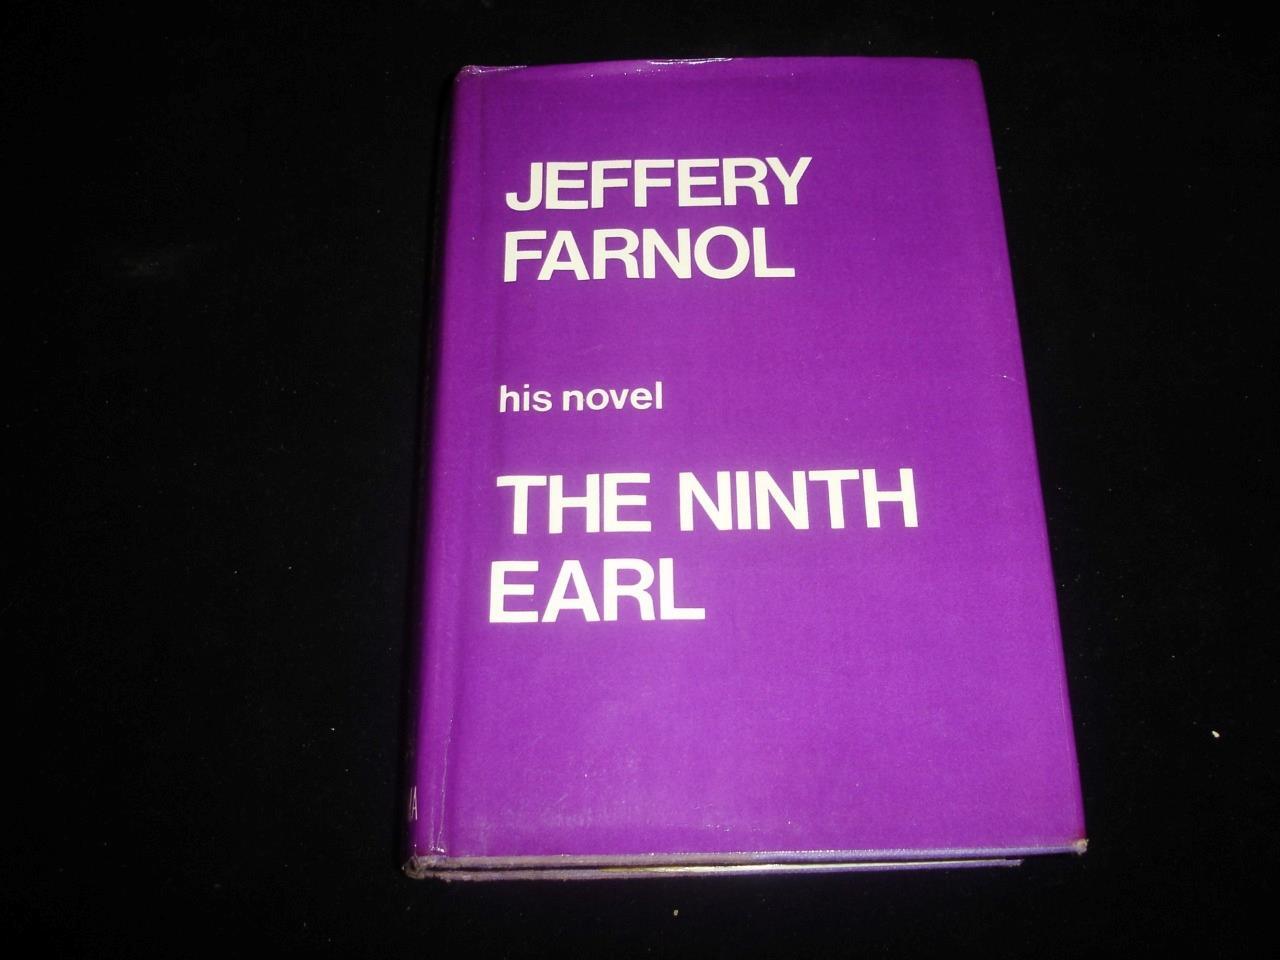 JEFFERY
FARNOL
his novel
THE NINTH
EARL